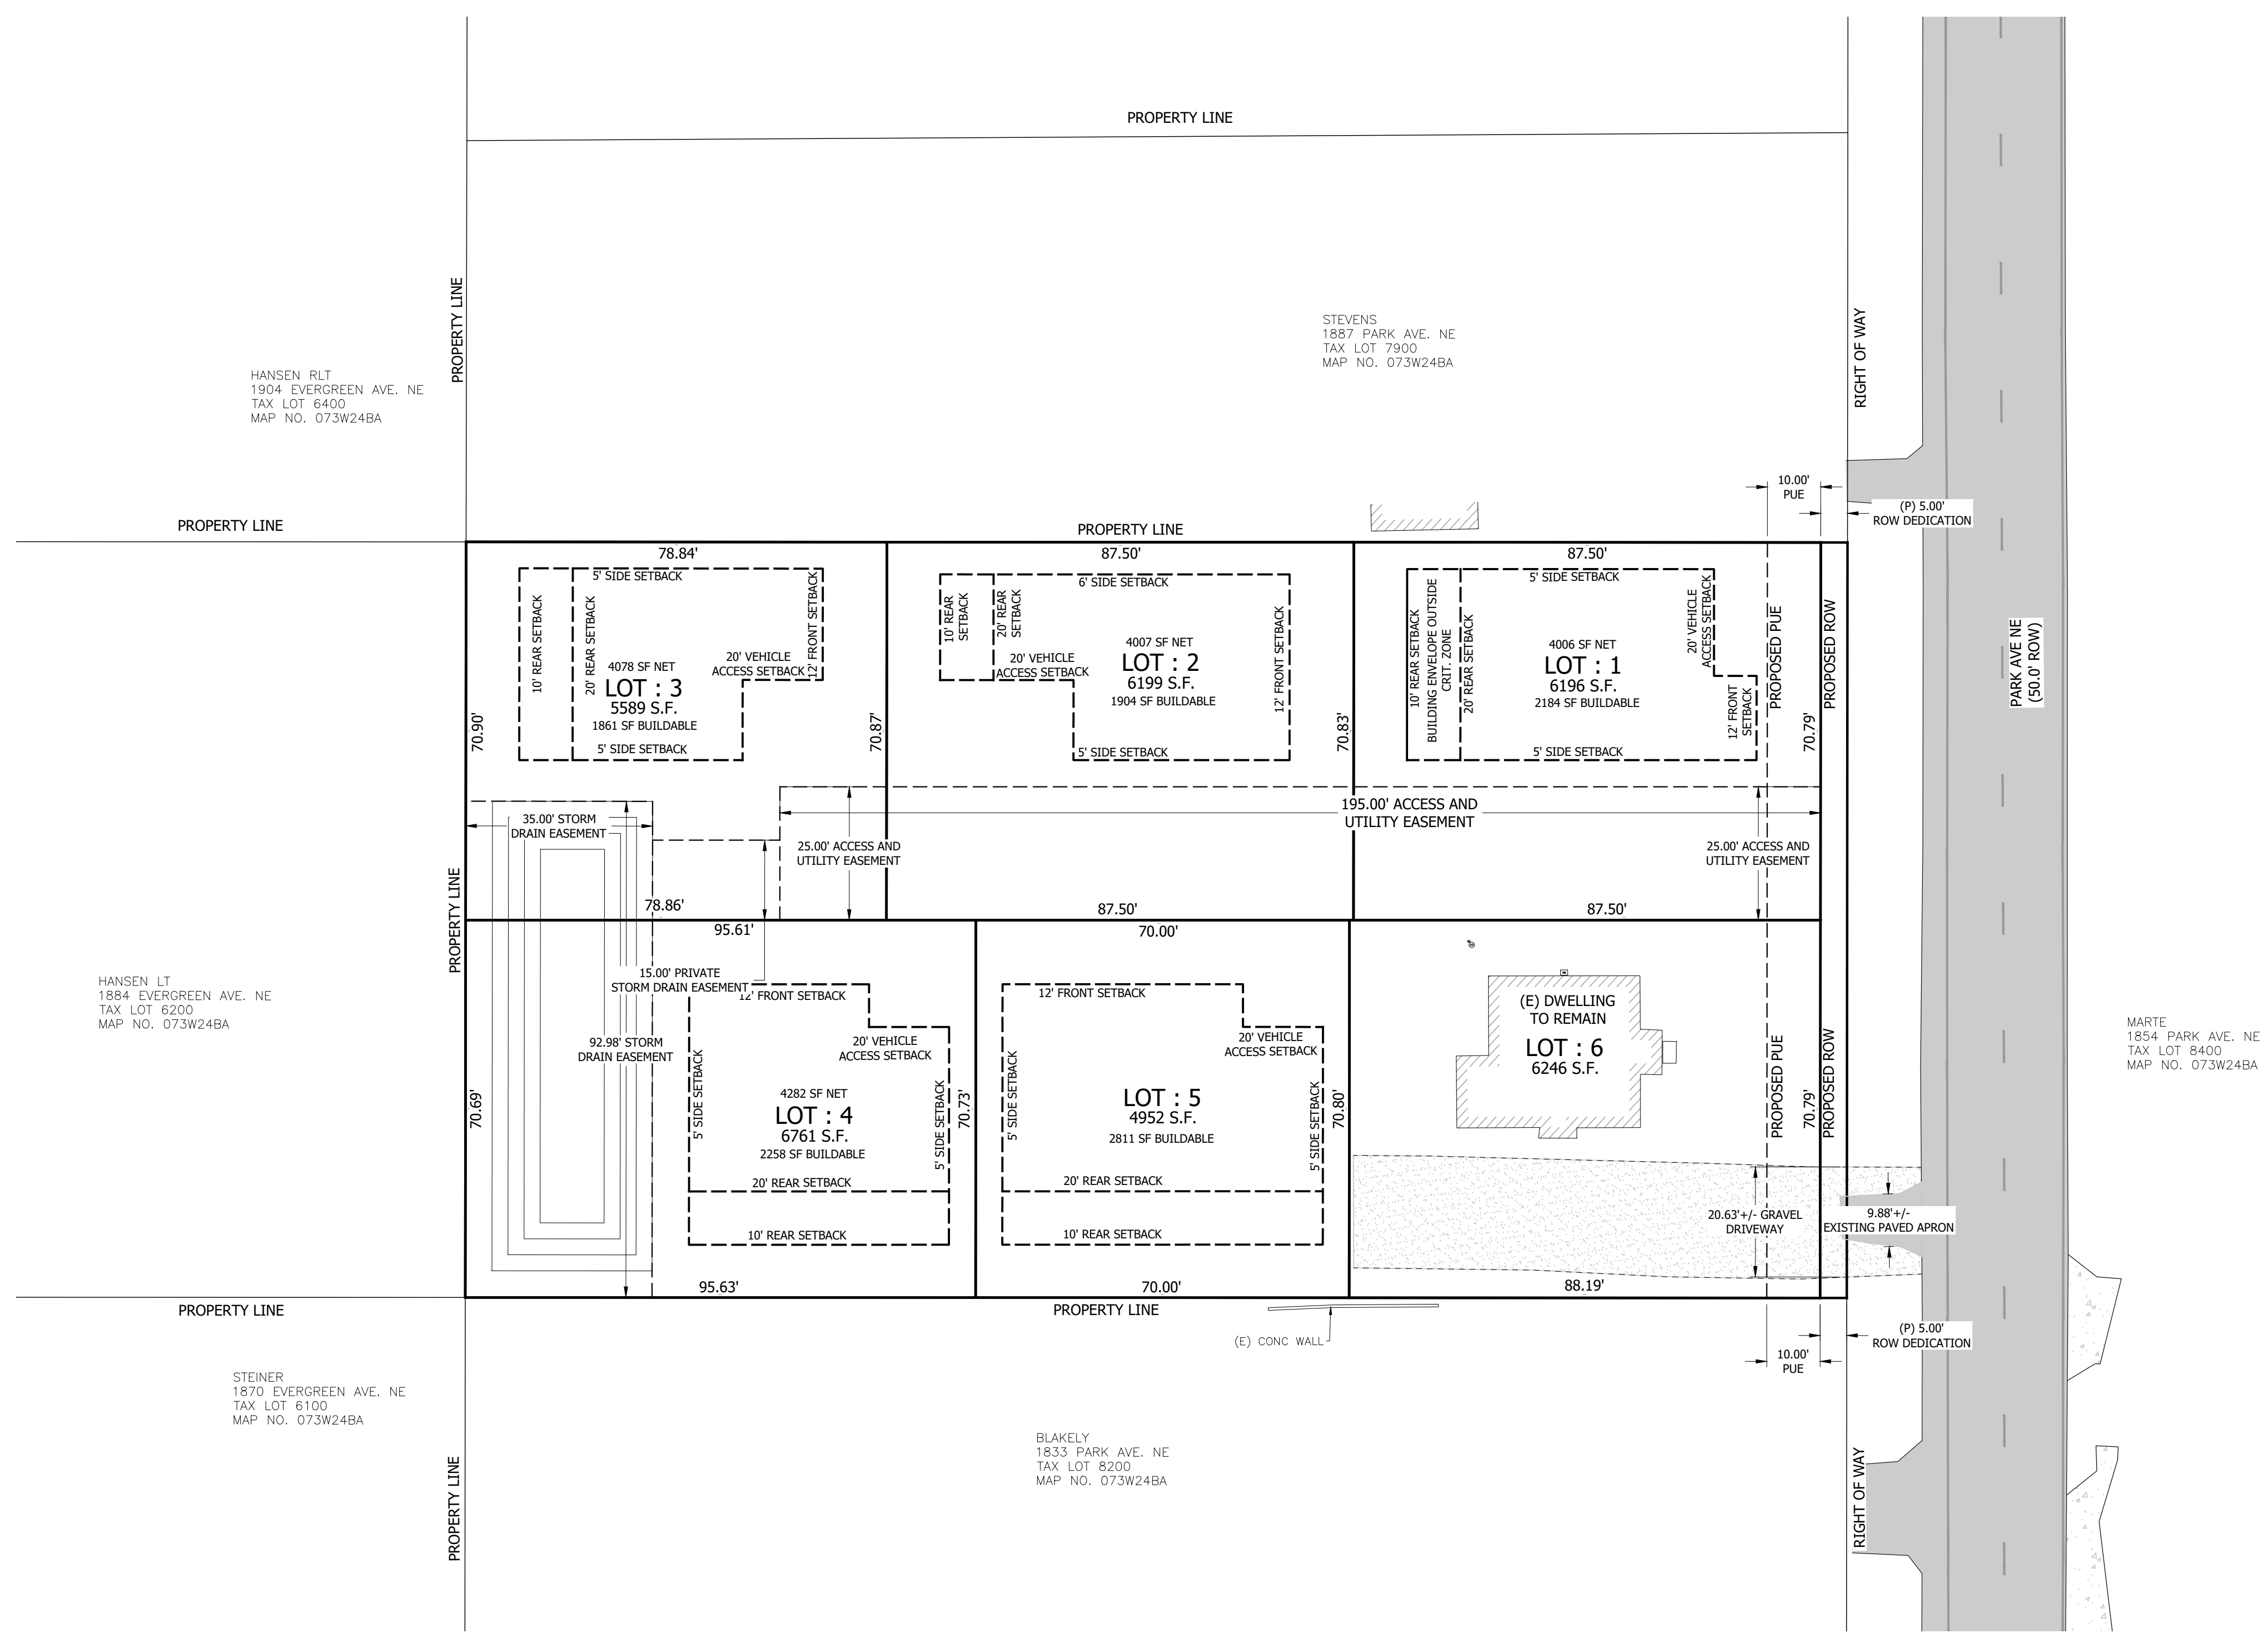 PROPERTY LINE
PROPERTY LINE
RIGHT OF WAY
STEVENS
1887 PARK AVE. NE
TAX LOT 7900
MAP NO. 073W24BA
HANSEN RLT
1904 EVERGREEN AVE. NE
TAX LOT 6400
MAP NO. 073W24BA
10.00'
PUE
(P) 5.00'
ROW DEDICATION
PROPERTY LINE
PROPERTY LINE
78.84'
87.50'
87.50'
5' SIDE SETBACK
10' REAR SETBACK
20' REAR SETBACK
12' FRONT SETBACK
20' VEHICLE
ACCESS SETBACK
4078 SF NET
LOT : 3
5589 S.F.
1861 SF BUILDABLE
5' SIDE SETBACK
70.90'
70.87'
6' SIDE SETBACK
10' REAR
SETBACK
20' REAR
SETBACK
20' VEHICLE
ACCESS SETBACK
4007 SF NET
LOT : 2
6199 S.F.
1904 SF BUILDABLE
12' FRONT SETBACK
5' SIDE SETBACK
70.83'
5' SIDE SETBACK
10' REAR SETBACK
BUILDING ENVELOPE OUTSIDE
CRIT. ZONE
20' REAR SETBACK
4006 SF NET
LOT : 1
6196 S.F.
2184 SF BUILDABLE
20' VEHICLE
ACCESS SETBACK
12' FRONT
SETBACK
5' SIDE SETBACK
PROPOSED PUE
70.79'
PROPOSED ROW
PARK AVE NE
(50.0' ROW)
195.00' ACCESS AND
UTILITY EASEMENT
35.00' STORM
DRAIN EASEMENT
25.00' ACCESS AND
UTILITY EASEMENT
25.00' ACCESS AND
UTILITY EASEMENT
PROPERTY LINE
78.86'
87.50'
87.50'
95.61'
70.00'
15.00' PRIVATE
STORM DRAIN EASEMENT
12' FRONT SETBACK
20' VEHICLE
ACCESS SETBACK
92.98' STORM
DRAIN EASEMENT
5' SIDE SETBACK
4282 SF NET
LOT : 4
6761 S.F.
2258 SF BUILDABLE
5' SIDE SETBACK
20' REAR SETBACK
10' REAR SETBACK
70.69'
70.73'
12' FRONT SETBACK
20' VEHICLE
ACCESS SETBACK
5' SIDE SETBACK
LOT : 5
4952 S.F.
2811 SF BUILDABLE
5' SIDE SETBACK
20' REAR SETBACK
10' REAR SETBACK
70.80'
(E) DWELLING
TO REMAIN
LOT : 6
6246 S.F.
PROPOSED PUE
70.79'
PROPOSED ROW
20.63'+/- GRAVEL
DRIVEWAY
9.88'+/-
EXISTING PAVED APRON
HANSEN LT
1884 EVERGREEN AVE. NE
TAX LOT 6200
MAP NO. 073W24BA
MARTE
1854 PARK AVE. NE
TAX LOT 8400
MAP NO. 073W24BA
95.63'
70.00'
88.19'
PROPERTY LINE
PROPERTY LINE
(E) CONC WALL
(P) 5.00'
ROW DEDICATION
10.00'
PUE
STEINER
1870 EVERGREEN AVE. NE
TAX LOT 6100
MAP NO. 073W24BA
BLAKELY
1833 PARK AVE. NE
TAX LOT 8200
MAP NO. 073W24BA
PROPERTY LINE
RIGHT OF WAY